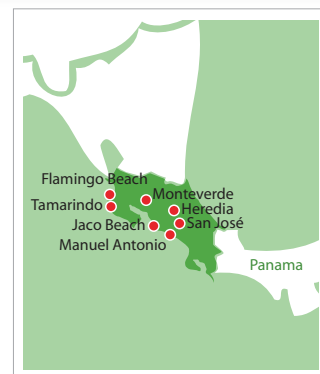 Flamingo Beach
Monteverde
Tamarindo
Heredia
Jaco Beach
San José
Manuel Antonio
Panama